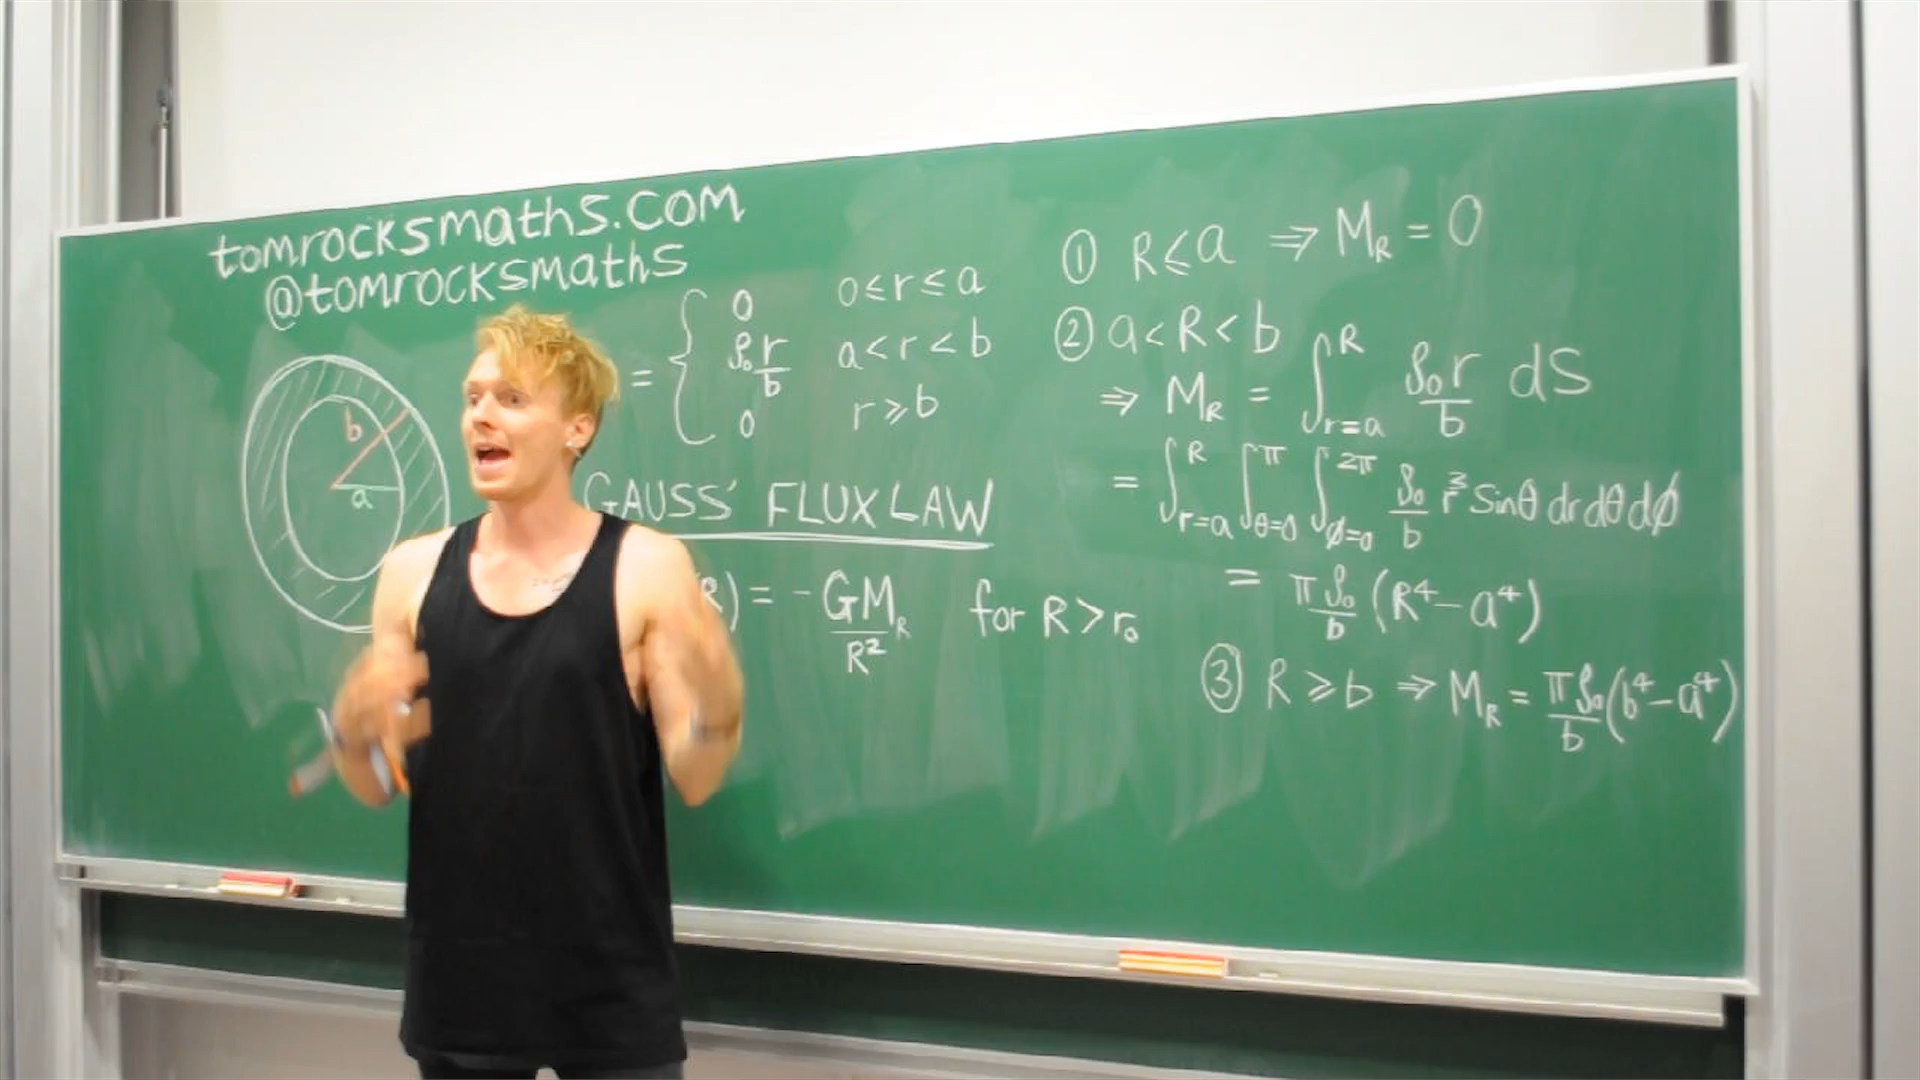 tomrocksmaths.com
@tomrocksmaths
= { 0 0≤r≤a
ρ₀r/b a<r<b
0 r≥b
b
a
GAUSS' FLUX LAW
R) = -GM_R/R² for R>r₀
① R≤a ⇒ M_R = 0
② a<R<b
⇒ M_R = ∫_{r=a}^{R} ρ₀r/b dS
= ∫_{r=a}^{R} ∫_{θ=0}^{π} ∫_{φ=0}^{2π} ρ₀/b r³ sinθ dr dθ dφ
= πρ₀/b (R⁴-a⁴)
③ R≥b ⇒ M_R = πρ₀/b (b⁴-a⁴)